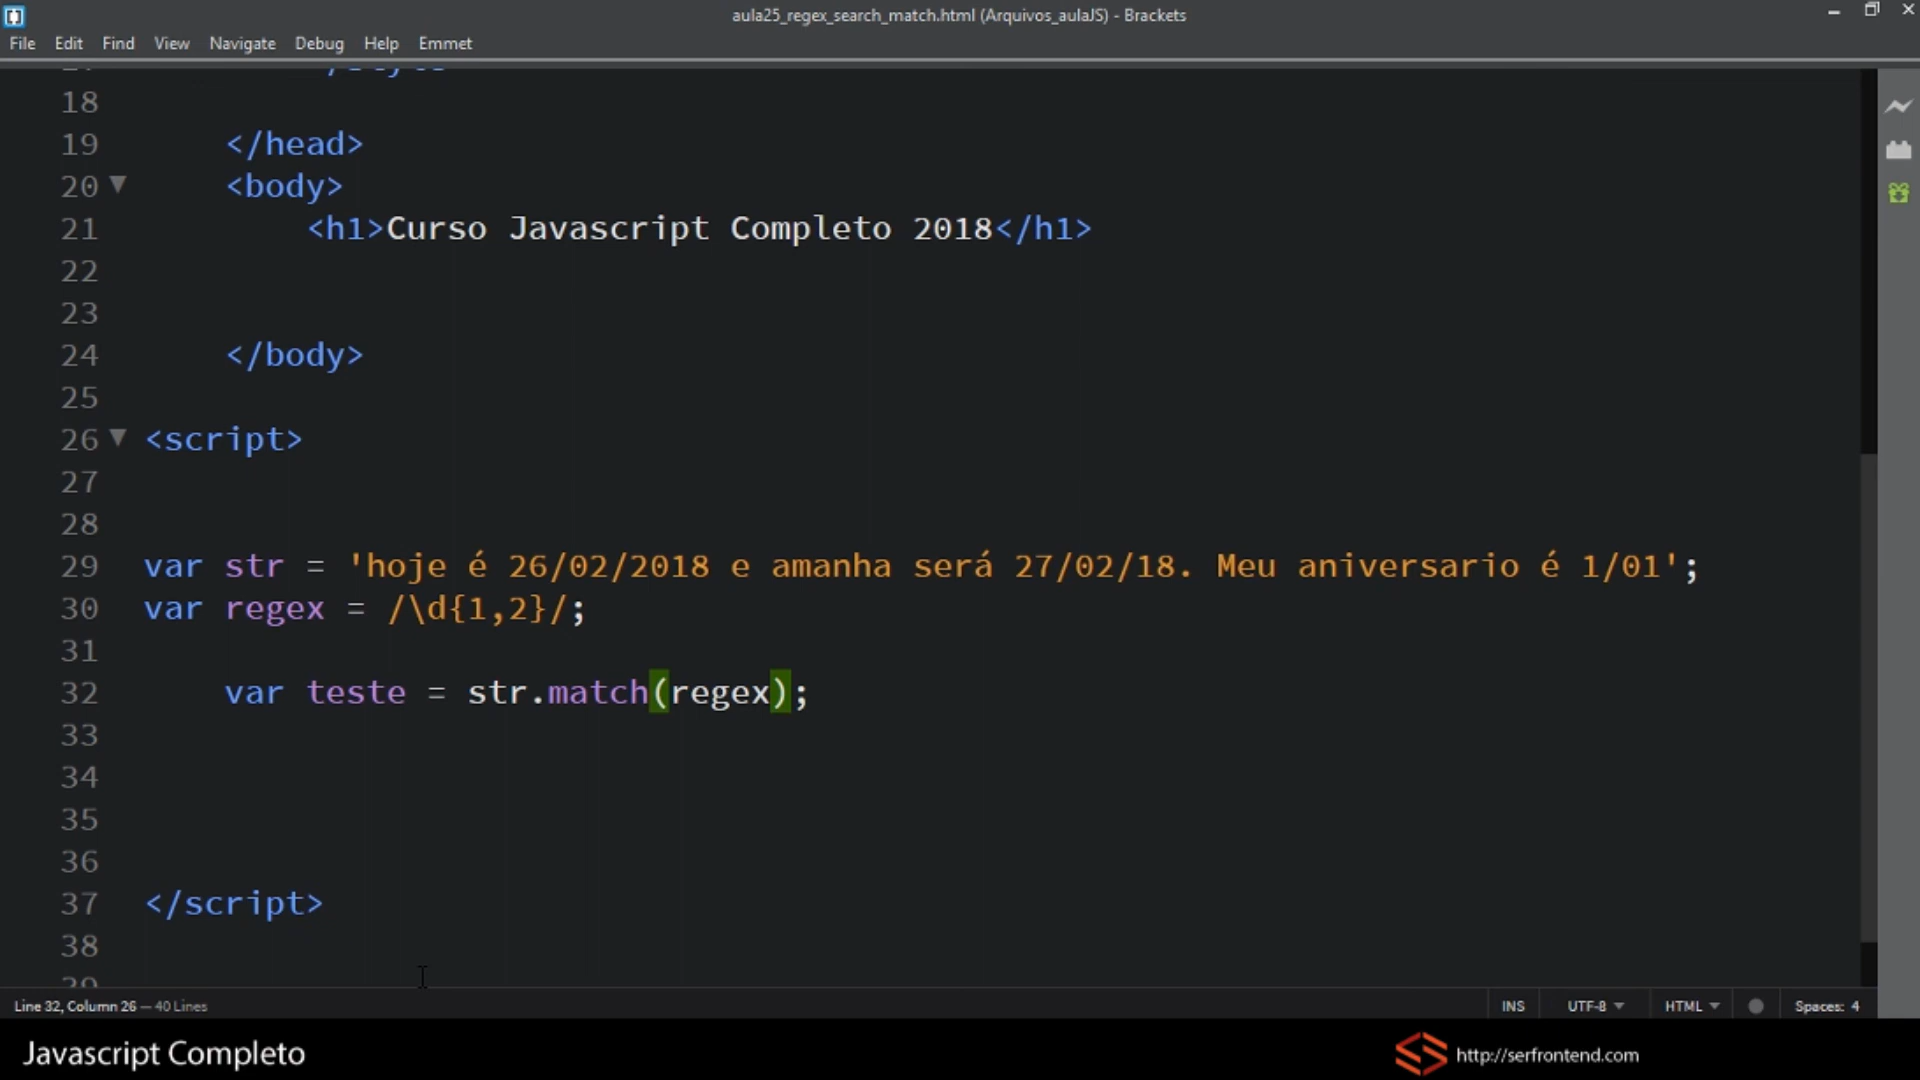 aula25_regex_search_match.html (Arquivos_aulaJS) - Brackets
File Edit Find View Navigate Debug Help Emmet
18
19 </head>
20 <body>
21 <h1>Curso Javascript Completo 2018</h1>
22
23
24 </body>
25
26 <script>
27
28
29 var str = 'hoje é 26/02/2018 e amanha será 27/02/18. Meu aniversario é 1/01';
30 var regex = /\d{1,2}/;
31
32 var teste = str.match(regex);
33
34
35
36
37 </script>
38
Line 32, Column 26 — 40 Lines INS UTF-8 HTML Spaces: 4
Javascript Completo http://serfrontend.com